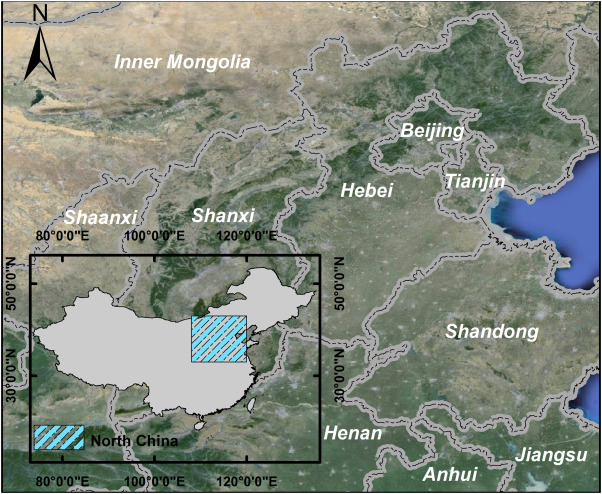 N
Inner Mongolia
Beijing
Hebei
Tianjin
Shaanxi
Shanxi
80°0'0"E 100°0'0"E 120°0'0"E
50°0'0"N
50°0'0"N
Shandong
30°0'0"N
30°0'0"N
North China
Henan
Jiangsu
Anhui
80°0'0"E 100°0'0"E 120°0'0"E